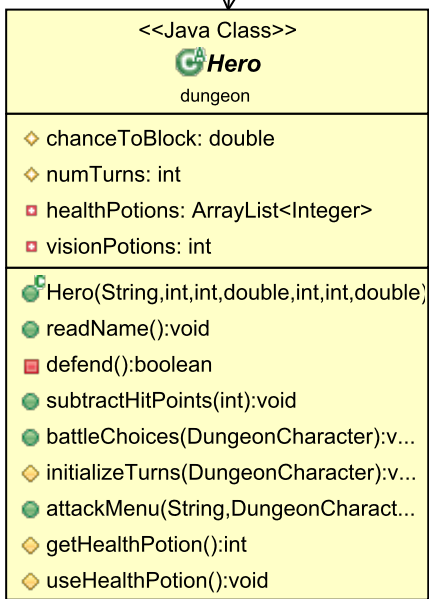 <<Java Class>>
Hero
dungeon
chanceToBlock: double
numTurns: int
healthPotions: ArrayList<Integer>
visionPotions: int
Hero(String,int,int,double,int,int,double)
readName():void
defend():boolean
subtractHitPoints(int):void
battleChoices(DungeonCharacter):v...
initializeTurns(DungeonCharacter):v...
attackMenu(String,DungeonCharact...
getHealthPotion():int
useHealthPotion():void